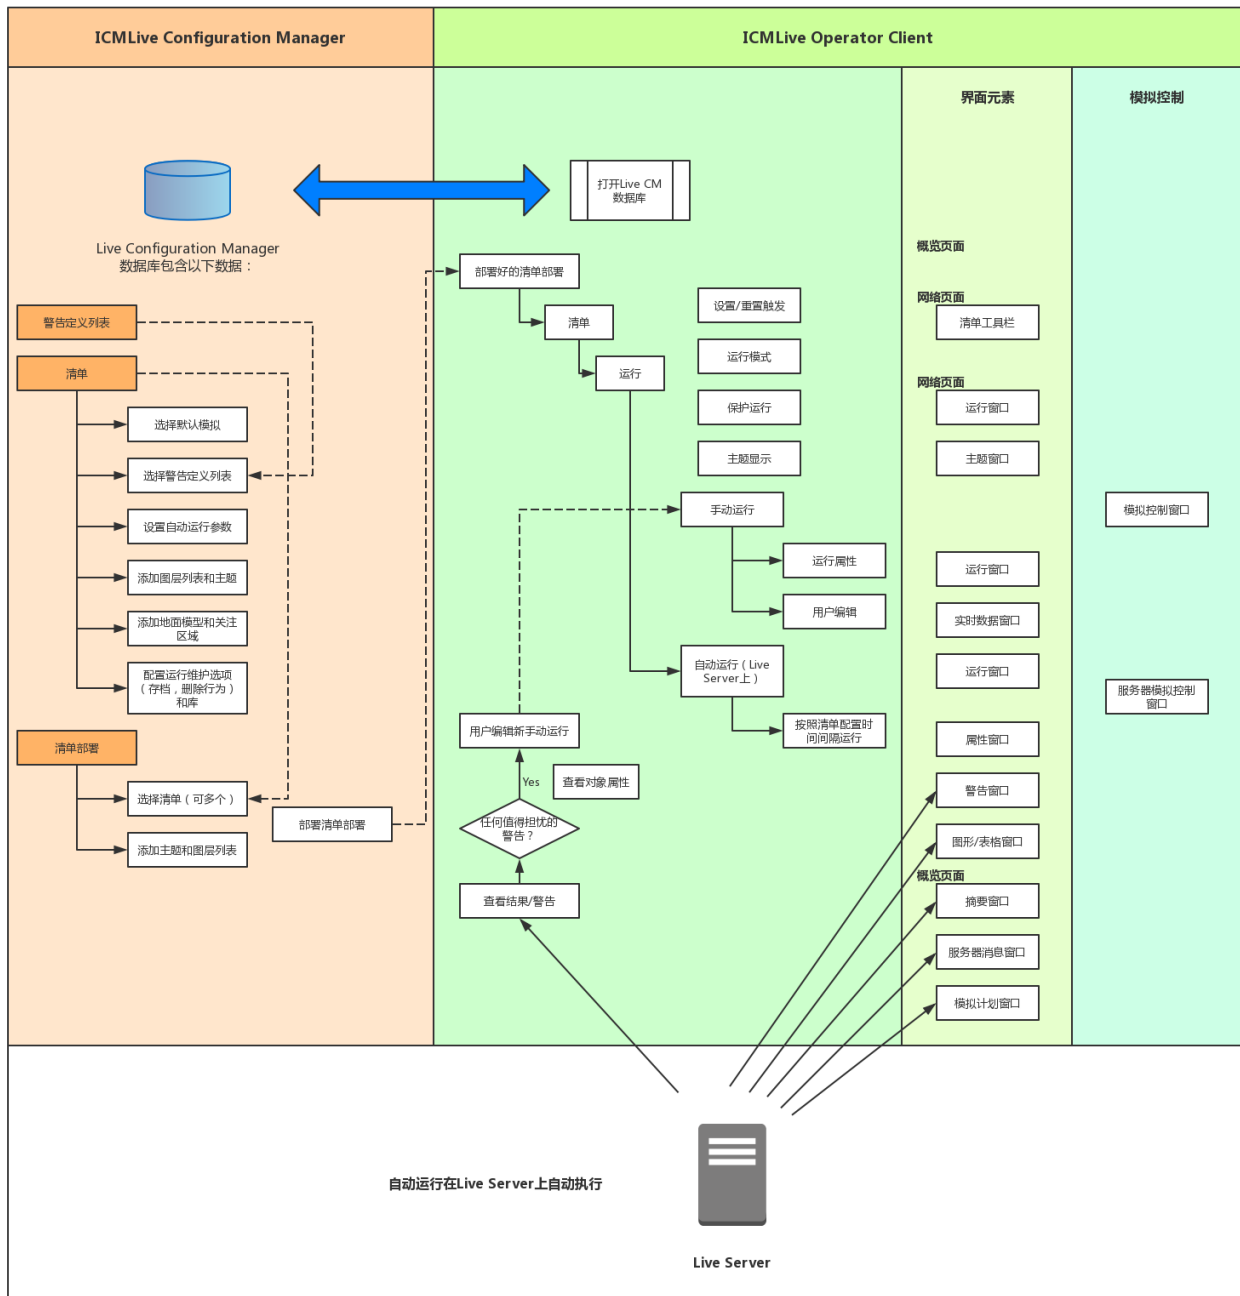 ICMLive Configuration Manager
ICMLive Operator Client
界面元素
模拟控制
Live Configuration Manager
数据库包含以下数据：
警告定义列表
清单
选择默认模拟
选择警告定义列表
设置自动运行参数
添加图层列表和主题
添加地面模型和关注
区域
配置运行维护选项
（存档，删除行为）
和库
清单部署
选择清单（可多个）
添加主题和图层列表
部署清单部署
打开Live CM
数据库
部署好的清单部署
清单
运行
设置/重置触发
运行模式
保护运行
主题显示
手动运行
运行属性
用户编辑
自动运行（Live
Server上）
按照清单配置时
间间隔运行
用户编辑新手动运行
Yes
查看对象属性
任何值得担忧的
警告？
查看结果/警告
概览页面
网络页面
清单工具栏
网络页面
运行窗口
主题窗口
运行窗口
实时数据窗口
运行窗口
属性窗口
警告窗口
图形/表格窗口
概览页面
摘要窗口
服务器消息窗口
模拟计划窗口
模拟控制窗口
服务器模拟控制
窗口
自动运行在Live Server上自动执行
Live Server